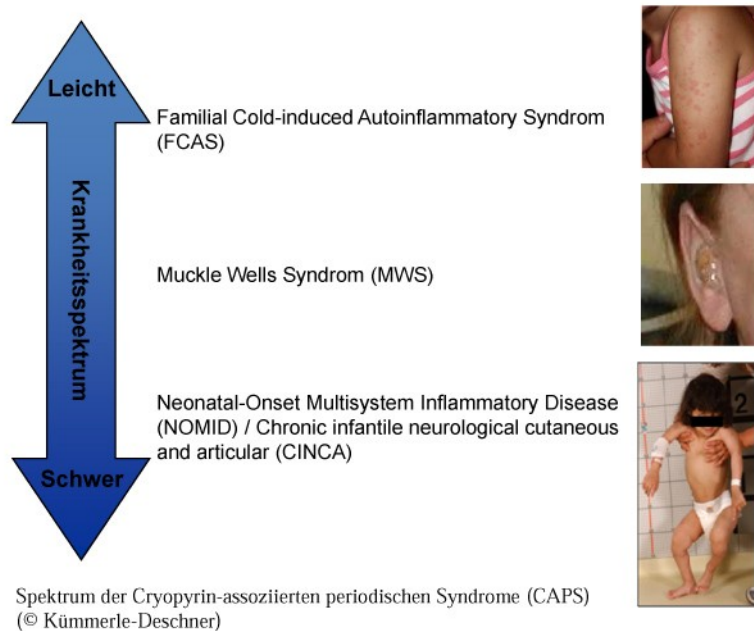 Leicht
Krankheitsspektrum
Schwer
Familial Cold-induced Autoinflammatory Syndrom
(FCAS)
Muckle Wells Syndrom (MWS)
Neonatal-Onset Multisystem Inflammatory Disease
(NOMID) / Chronic infantile neurological cutaneous
and articular (CINCA)
2
Spektrum der Cryopyrin-assoziierten periodischen Syndrome (CAPS)
(© Kümmerle-Deschner)